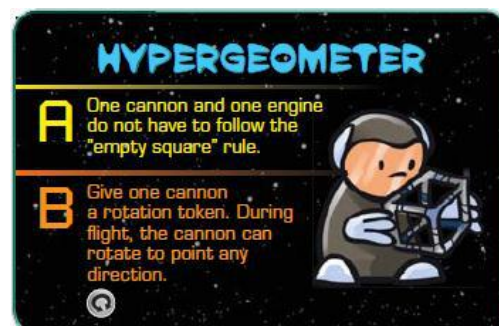 HYPERGEOMETER
A
One cannon and one engine
do not have to follow the
"empty square" rule.
B
Give one cannon
a rotation token. During
flight, the cannon can
rotate to point any
direction.